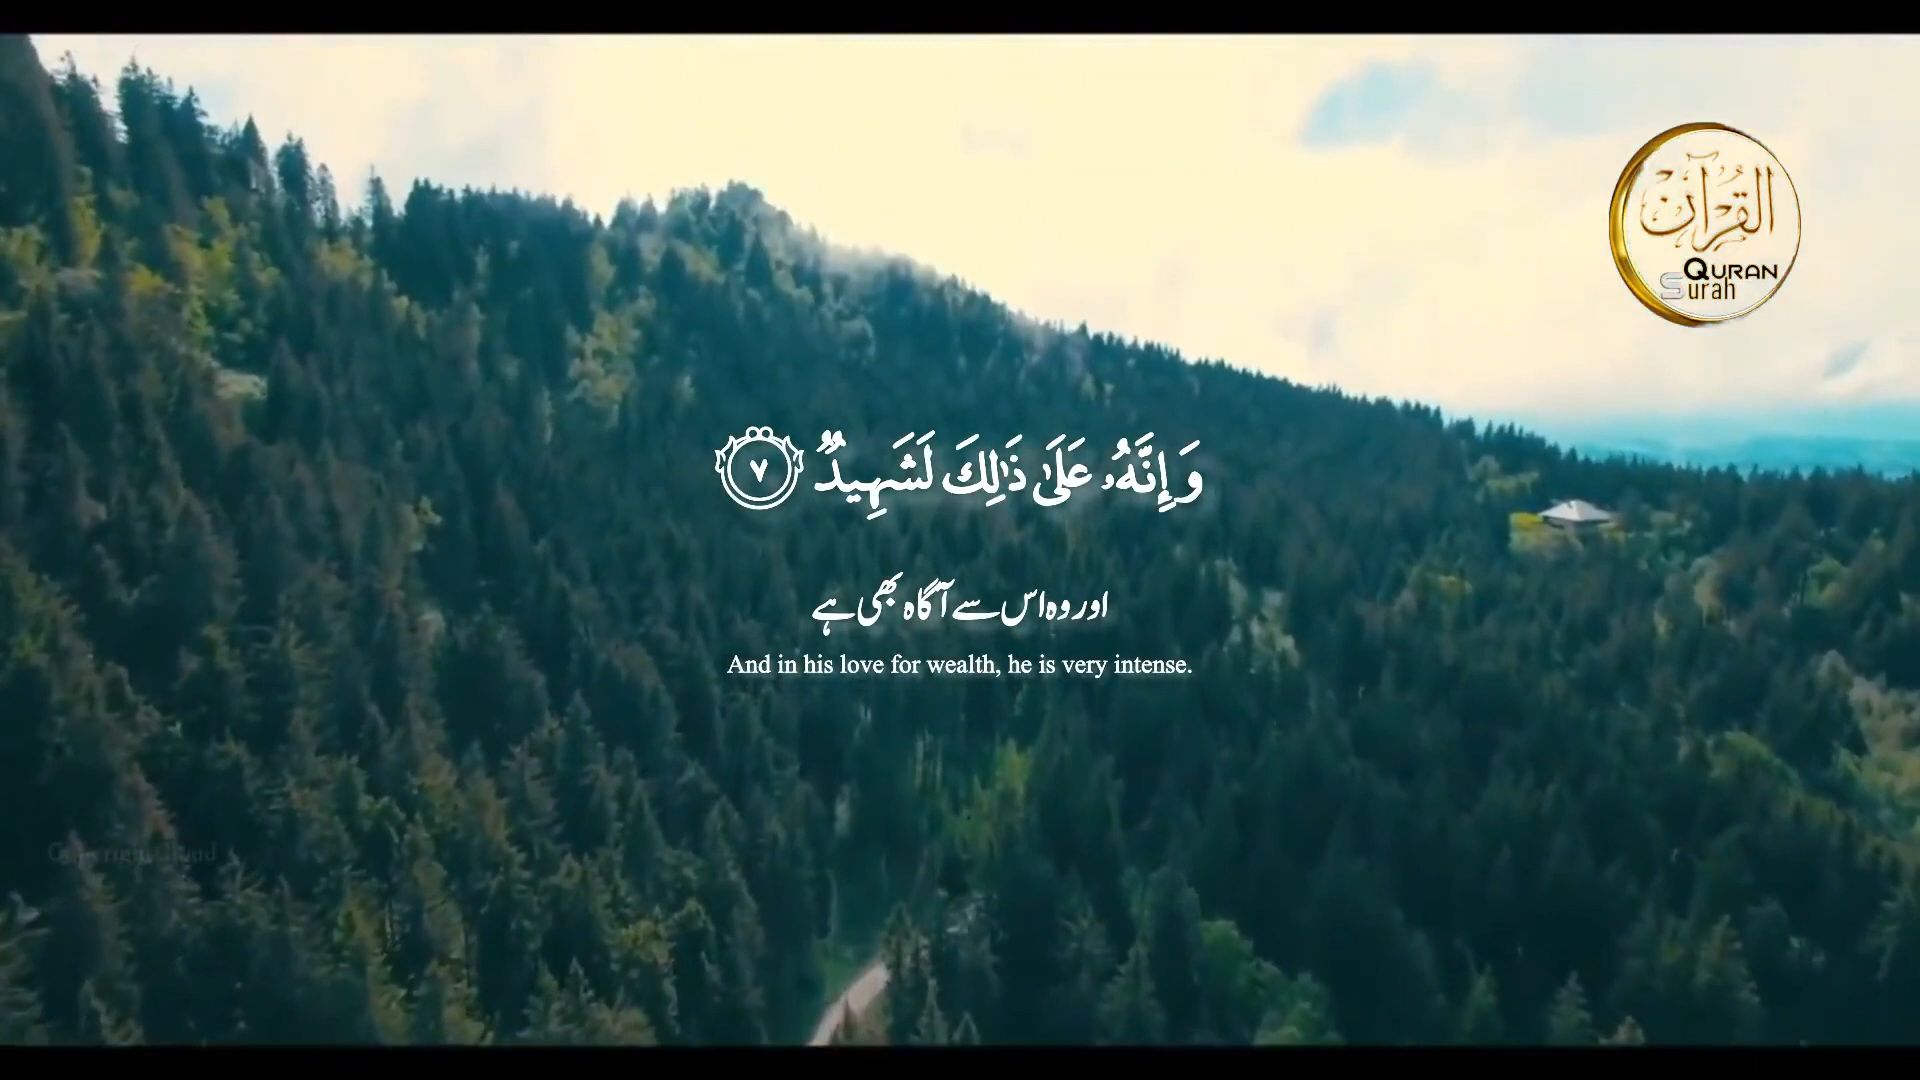 القرآن
QURAN
Surah
وَإِنَّهُۥ عَلَىٰ ذَٰلِكَ لَشَهِيدٌ ٧
اور وہ اس سے آگاہ بھی ہے
And in his love for wealth, he is very intense.